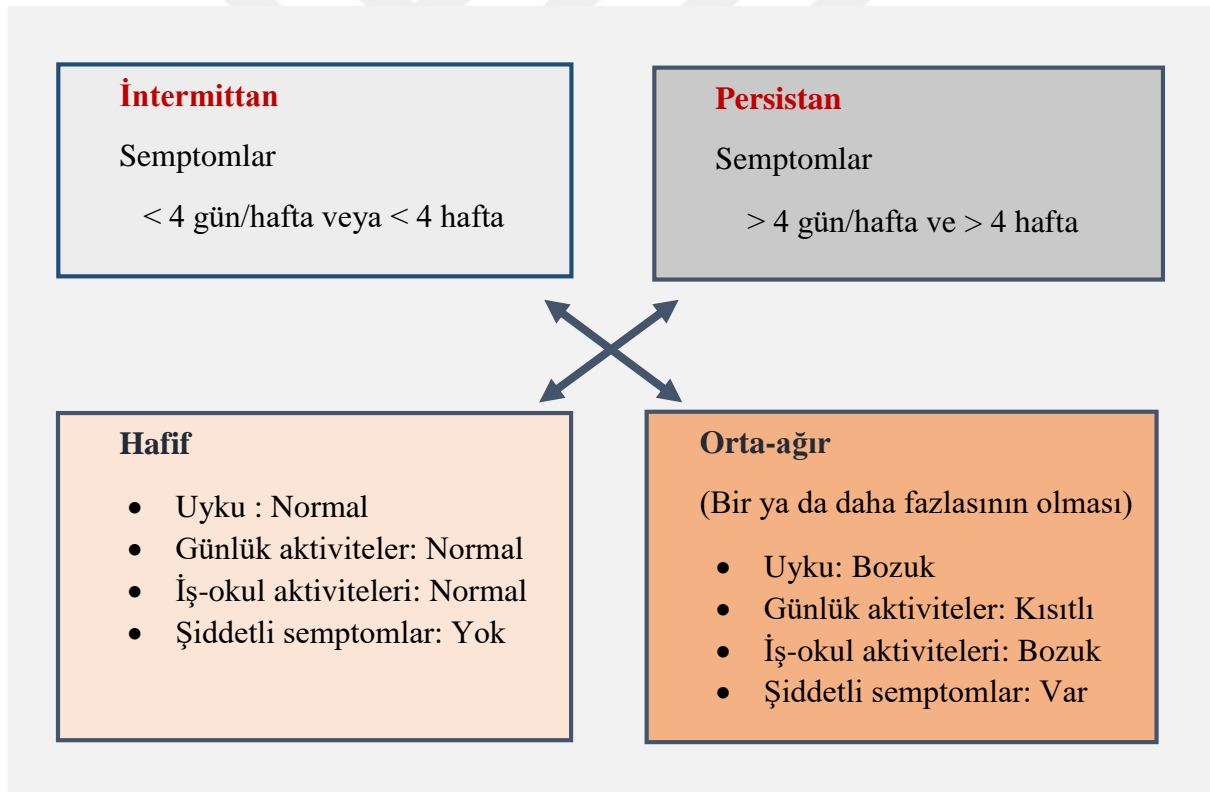 İntermittan
Semptomlar
< 4 gün/hafta veya < 4 hafta
Persistan
Semptomlar
> 4 gün/hafta ve > 4 hafta
Hafif
• Uyku : Normal
• Günlük aktiviteler: Normal
• İş-okul aktiviteleri: Normal
• Şiddetli semptomlar: Yok
Orta-ağır
(Bir ya da daha fazlasının olması)
• Uyku: Bozuk
• Günlük aktiviteler: Kısıtlı
• İş-okul aktiviteleri: Bozuk
• Şiddetli semptomlar: Var